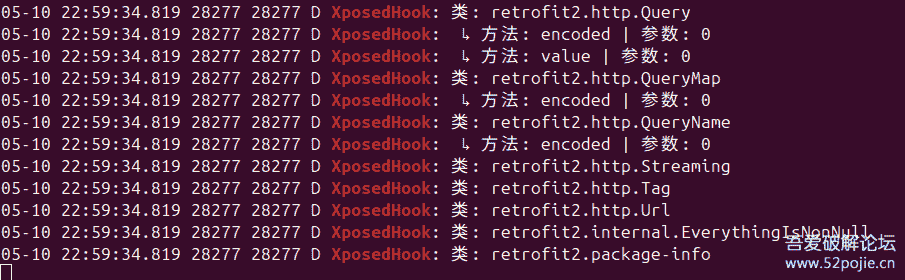 05-10 22:59:34.819 28277 28277 D XposedHook: 类: retrofit2.http.Query
05-10 22:59:34.819 28277 28277 D XposedHook:  ↳ 方法: encoded | 参数: 0
05-10 22:59:34.819 28277 28277 D XposedHook:  ↳ 方法: value | 参数: 0
05-10 22:59:34.819 28277 28277 D XposedHook: 类: retrofit2.http.QueryMap
05-10 22:59:34.819 28277 28277 D XposedHook:  ↳ 方法: encoded | 参数: 0
05-10 22:59:34.819 28277 28277 D XposedHook: 类: retrofit2.http.QueryName
05-10 22:59:34.819 28277 28277 D XposedHook:  ↳ 方法: encoded | 参数: 0
05-10 22:59:34.819 28277 28277 D XposedHook: 类: retrofit2.http.Streaming
05-10 22:59:34.819 28277 28277 D XposedHook: 类: retrofit2.http.Tag
05-10 22:59:34.819 28277 28277 D XposedHook: 类: retrofit2.http.Url
05-10 22:59:34.819 28277 28277 D XposedHook: 类: retrofit2.internal.EverythingIsNonNull
05-10 22:59:34.819 28277 28277 D XposedHook: 类: retrofit2.package-info
吾爱破解论坛
www.52pojie.cn